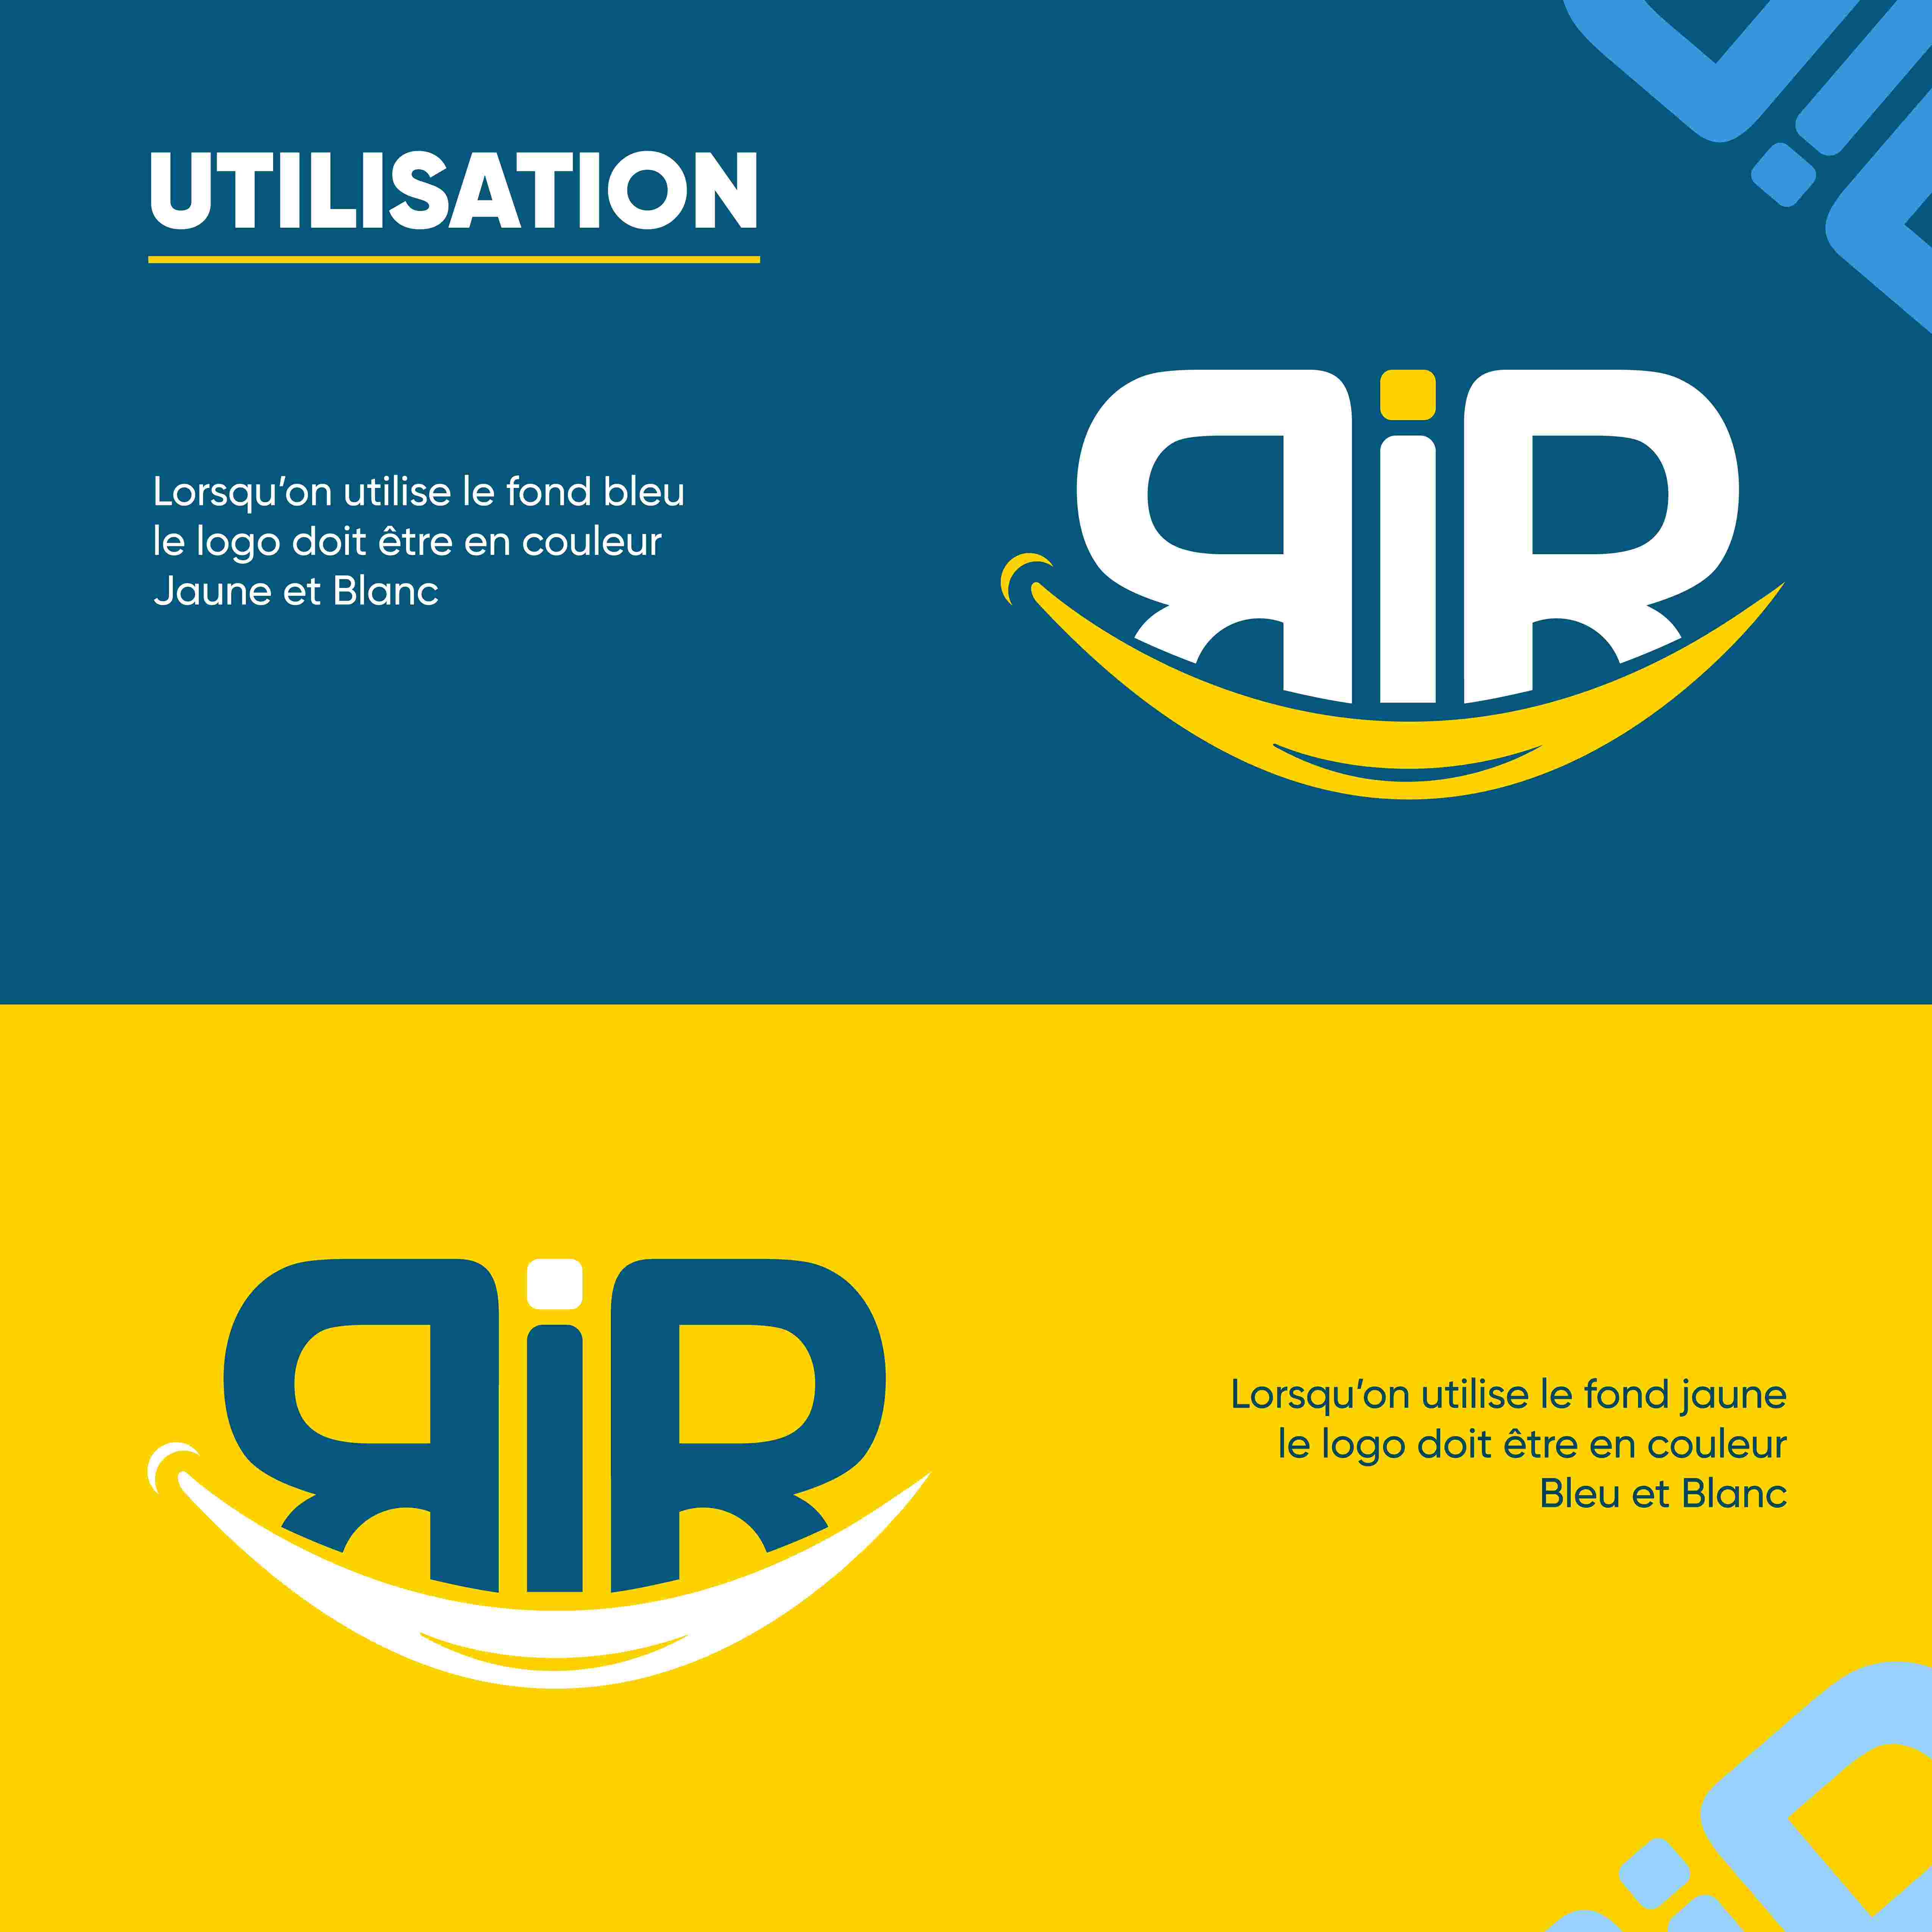 UTILISATION
Lorsqu'on utilise le fond bleu
le logo doit être en couleur
Jaune et Blanc
RiR
RiR
Lorsqu'on utilise le fond jaune
le logo doit être en couleur
Bleu et Blanc